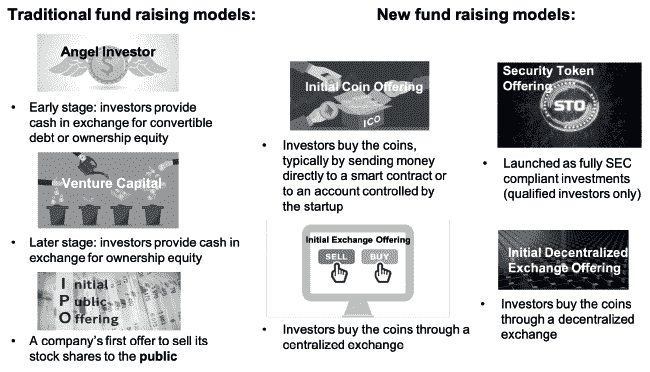 Traditional fund raising models:
Angel Investor
$
• Early stage: investors provide
cash in exchange for convertible
debt or ownership equity
Venture Capital
• Later stage: investors provide cash in
exchange for ownership equity
Initial
Public
Offering
• A company's first offer to sell its
stock shares to the public
New fund raising models:
Initial Coin Offering
ICO
• Investors buy the coins,
typically by sending money
directly to a smart contract or
to an account controlled by
the startup
Initial Exchange Offering
SELL BUY
• Investors buy the coins through a
centralized exchange
Security Token
Offering
STO
• Launched as fully SEC
compliant investments
(qualified investors only)
Initial Decentralized
Exchange Offering
• Investors buy the coins
through a decentralized
exchange